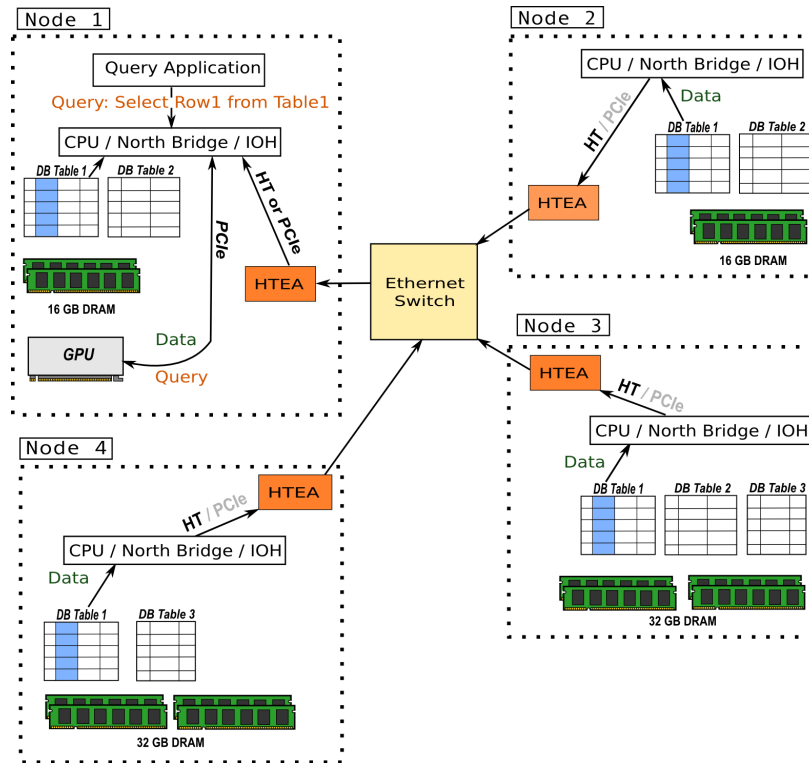 Node 1
Query Application
Query: Select Row1 from Table1
CPU / North Bridge / IOH
DB Table 1
DB Table 2
HT or PCIe
PCIe
16 GB DRAM
HTEA
GPU
Data
Query
Ethernet
Switch
Node 2
CPU / North Bridge / IOH
Data
HT / PCIe
DB Table 1
DB Table 2
HTEA
16 GB DRAM
Node 3
HTEA
HT / PCIe
CPU / North Bridge / IOH
Data
DB Table 1
DB Table 2
DB Table 3
32 GB DRAM
Node 4
HTEA
HT / PCIe
CPU / North Bridge / IOH
Data
DB Table 1
DB Table 3
32 GB DRAM